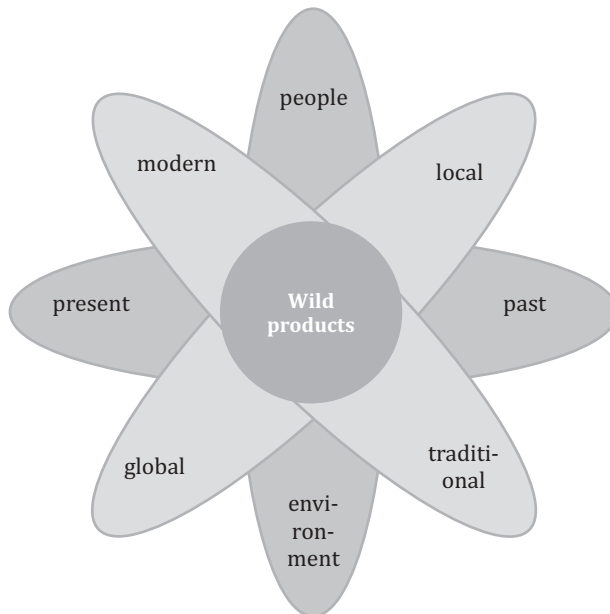 people
modern
local
present
Wild
products
past
global
traditi-
onal
envi-
ron-
ment